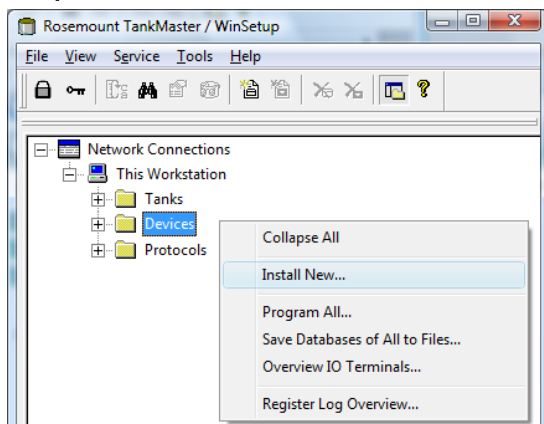 Rosemount TankMaster / WinSetup
File View Service Tools Help
Network Connections
This Workstation
Tanks
Devices
Protocols
Collapse All
Install New...
Program All...
Save Databases of All to Files...
Overview IO Terminals...
Register Log Overview...